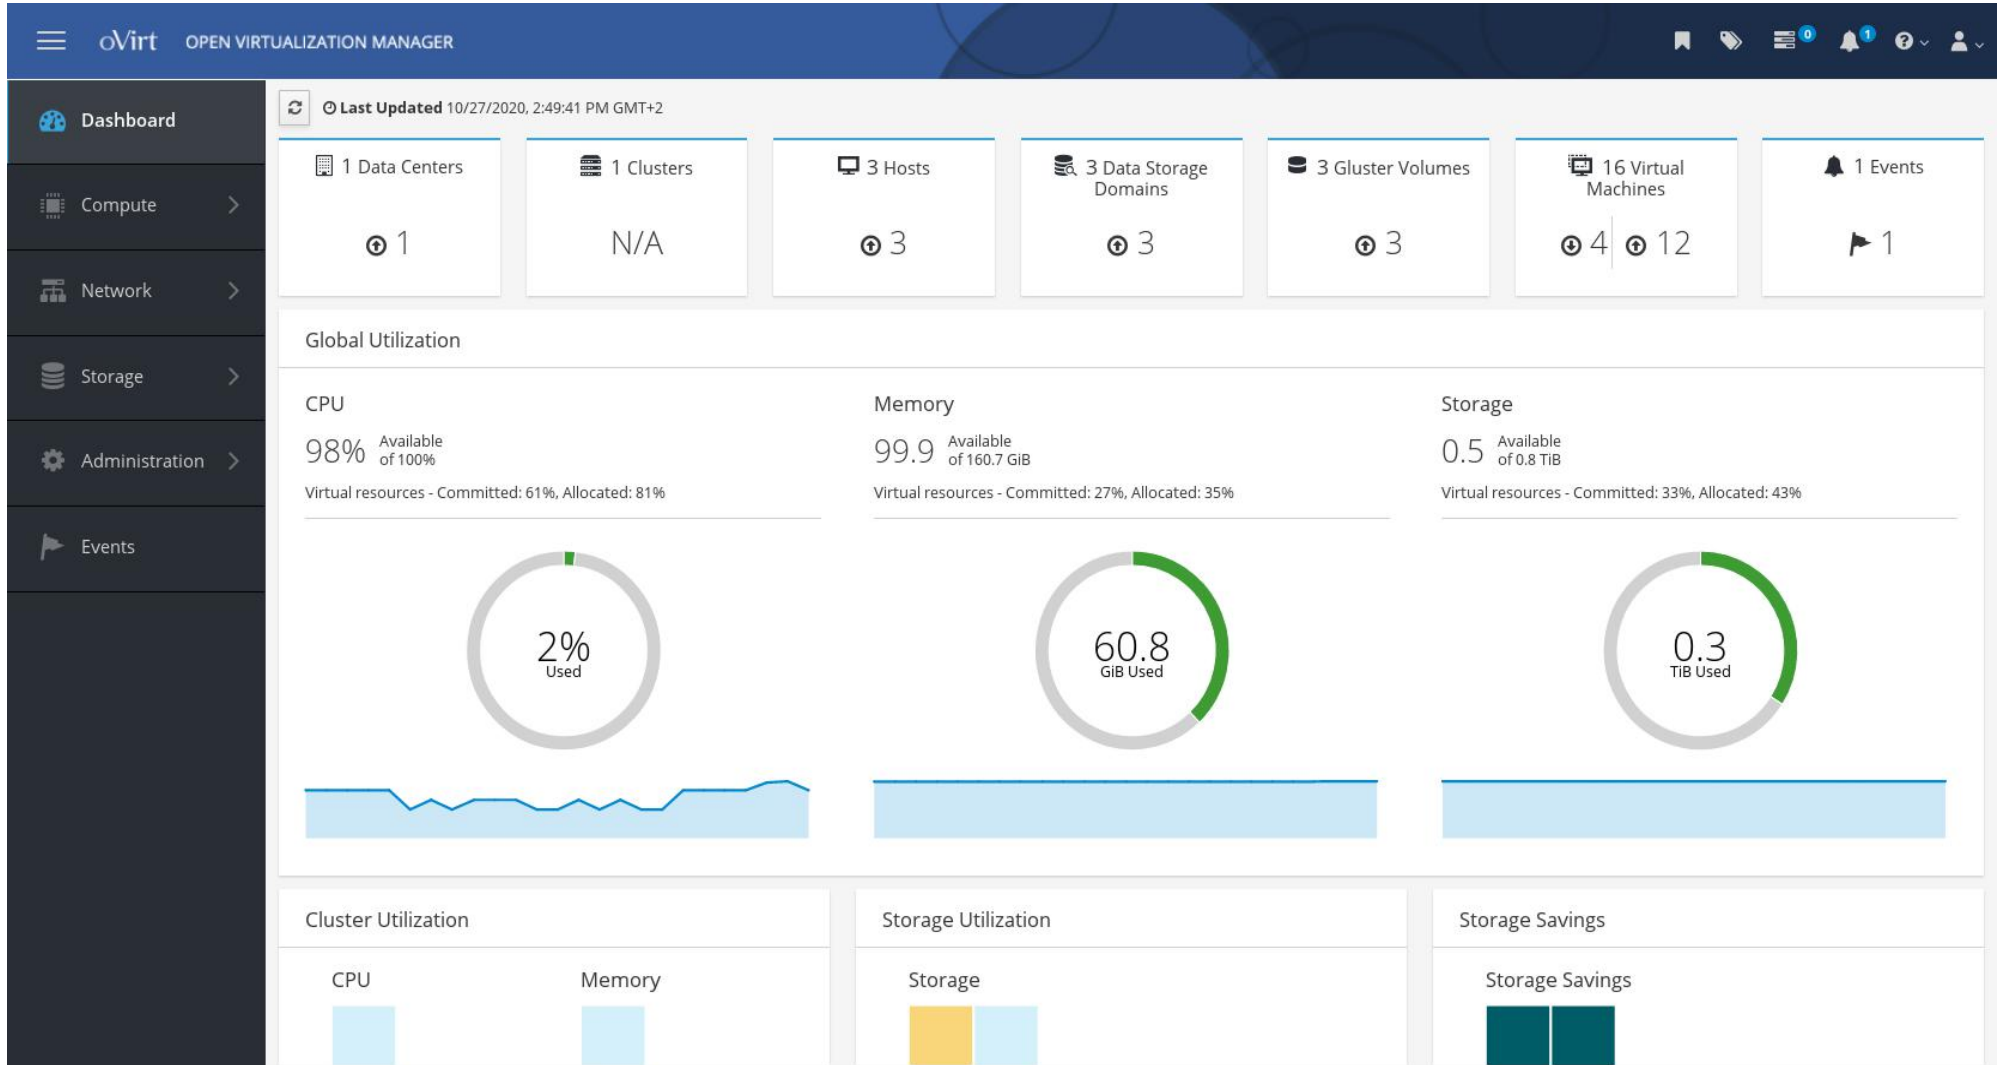 oVirt OPEN VIRTUALIZATION MANAGER
0
1
Dashboard
Compute
Network
Storage
Administration
Events
Last Updated 10/27/2020, 2:49:41 PM GMT+2
1 Data Centers
1
1 Clusters
N/A
3 Hosts
3
3 Data Storage
Domains
3
3 Gluster Volumes
3
16 Virtual
Machines
4 12
1 Events
1
Global Utilization
CPU
98% Available
of 100%
Virtual resources - Committed: 61%, Allocated: 81%
2%
Used
Memory
99.9 Available
of 160.7 GiB
Virtual resources - Committed: 27%, Allocated: 35%
60.8
GiB Used
Storage
0.5 Available
of 0.8 TiB
Virtual resources - Committed: 33%, Allocated: 43%
0.3
TiB Used
Cluster Utilization
CPU Memory
Storage Utilization
Storage
Storage Savings
Storage Savings